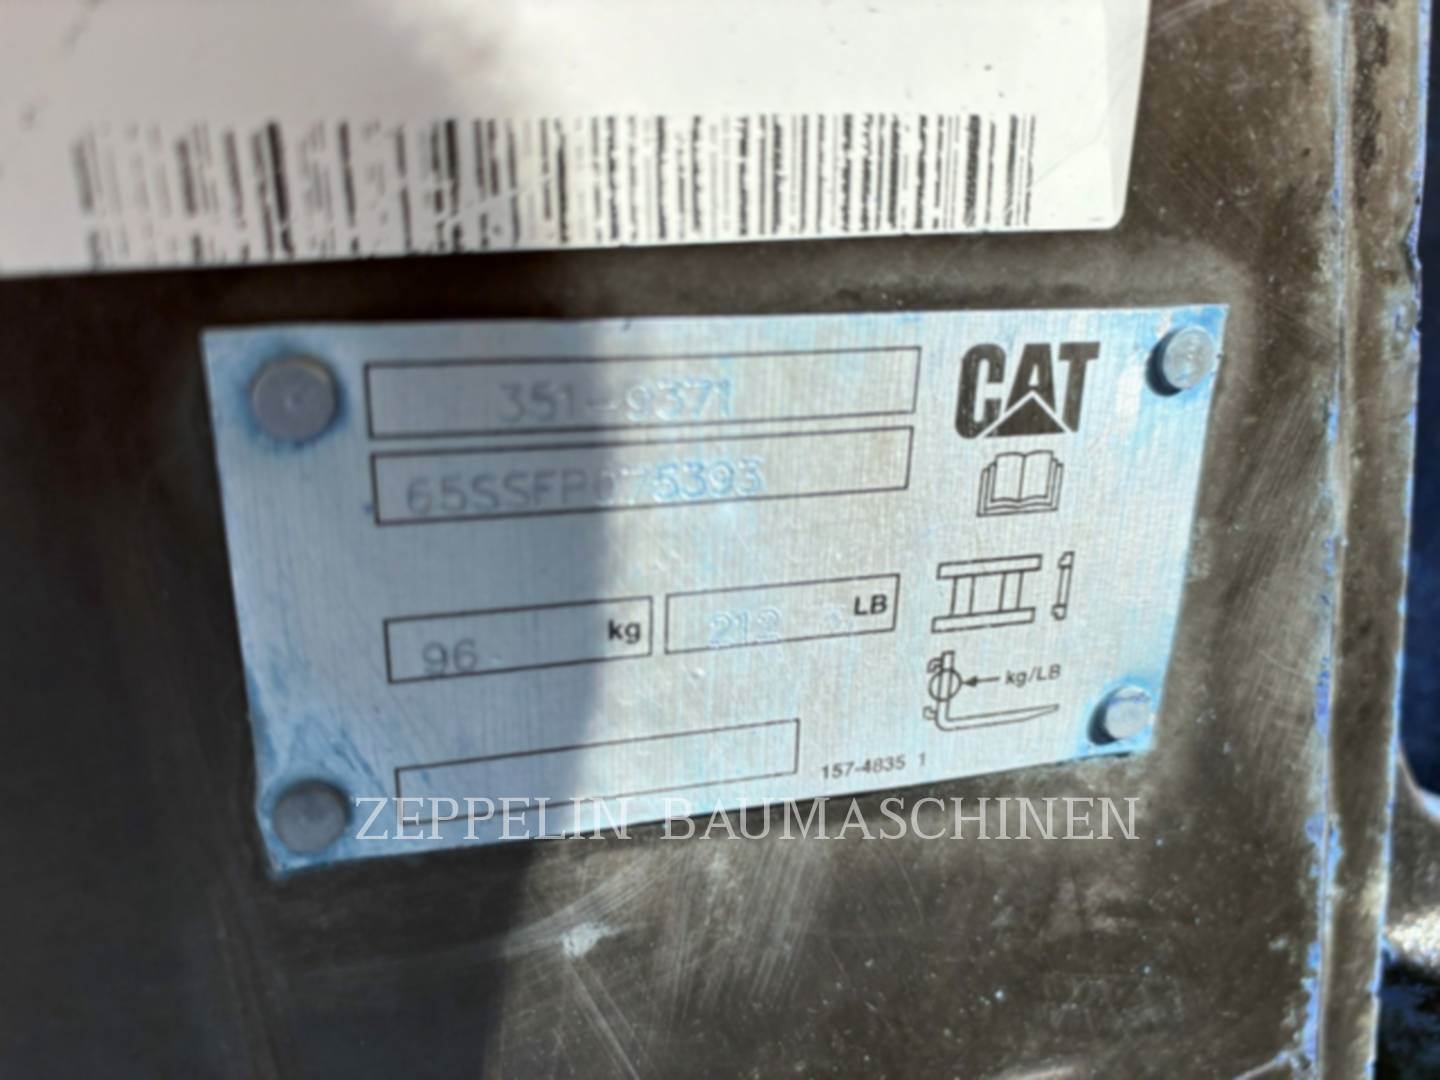 351-9371
CAT
65SSFP075393
96 kg
212 LB
kg/LB
157-4835 1
ZEPPELIN BAUMASCHINEN